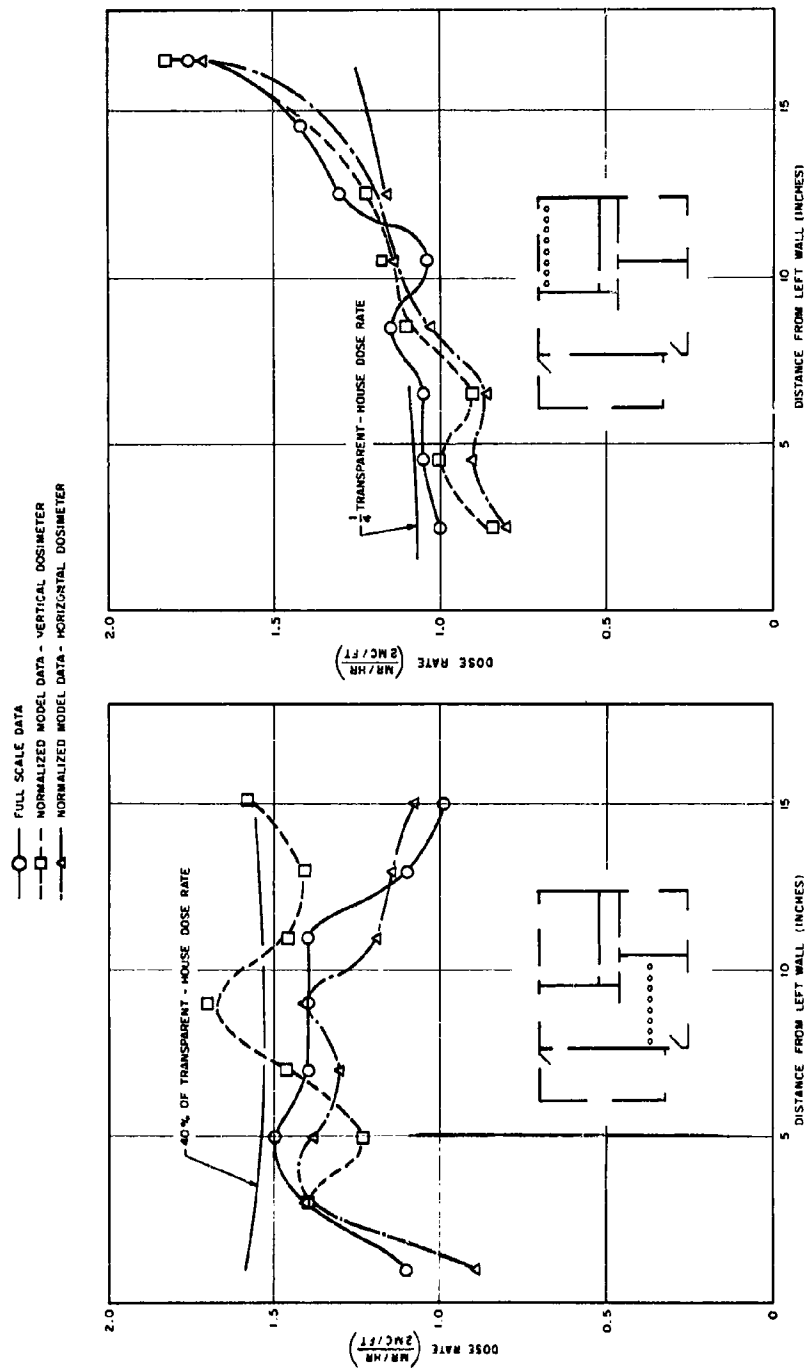 FULL SCALE DATA
NORMALIZED MODEL DATA - VERTICAL DOSIMETER
NORMALIZED MODEL DATA - HORIZONTAL DOSIMETER
40% OF TRANSPARENT - HOUSE DOSE RATE
2.0
1.5
1.0
0.5
0
DOSE RATE
(MR/HR / 2MC/FT)
5
10
15
DISTANCE FROM LEFT WALL (INCHES)
1/4 TRANSPARENT - HOUSE DOSE RATE
2.0
1.5
1.0
0.5
0
DOSE RATE
(MR/HR / 2MC/FT)
5
10
15
DISTANCE FROM LEFT WALL (INCHES)